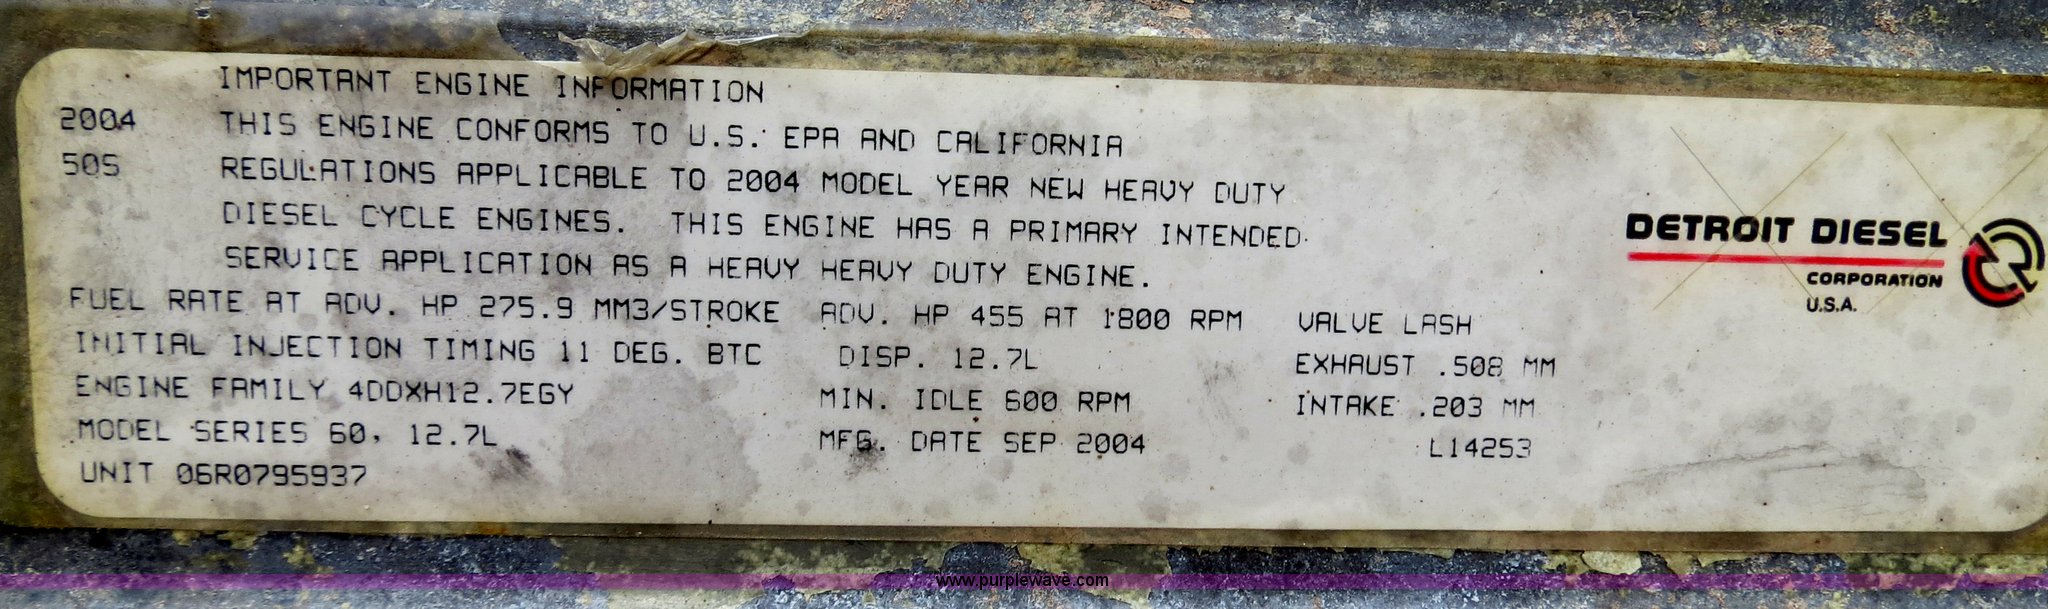 IMPORTANT ENGINE INFORMATION
2004 THIS ENGINE CONFORMS TO U.S. EPA AND CALIFORNIA
50S REGULATIONS APPLICABLE TO 2004 MODEL YEAR NEW HEAVY DUTY
DIESEL CYCLE ENGINES. THIS ENGINE HAS A PRIMARY INTENDED
SERVICE APPLICATION AS A HEAVY HEAVY DUTY ENGINE.
FUEL RATE AT ADV. HP 275.9 MM3/STROKE ADV. HP 455 AT 1800 RPM VALVE LASH
INITIAL INJECTION TIMING 11 DEG. BTC DISP. 12.7L EXHAUST .508 MM
ENGINE FAMILY 4DDXH12.7EGY MIN. IDLE 600 RPM INTAKE .203 MM
MODEL SERIES 60, 12.7L MFG. DATE SEP 2004 L14253
UNIT 06R0795937
DETROIT DIESEL
CORPORATION
U.S.A.
www.purplewave.com